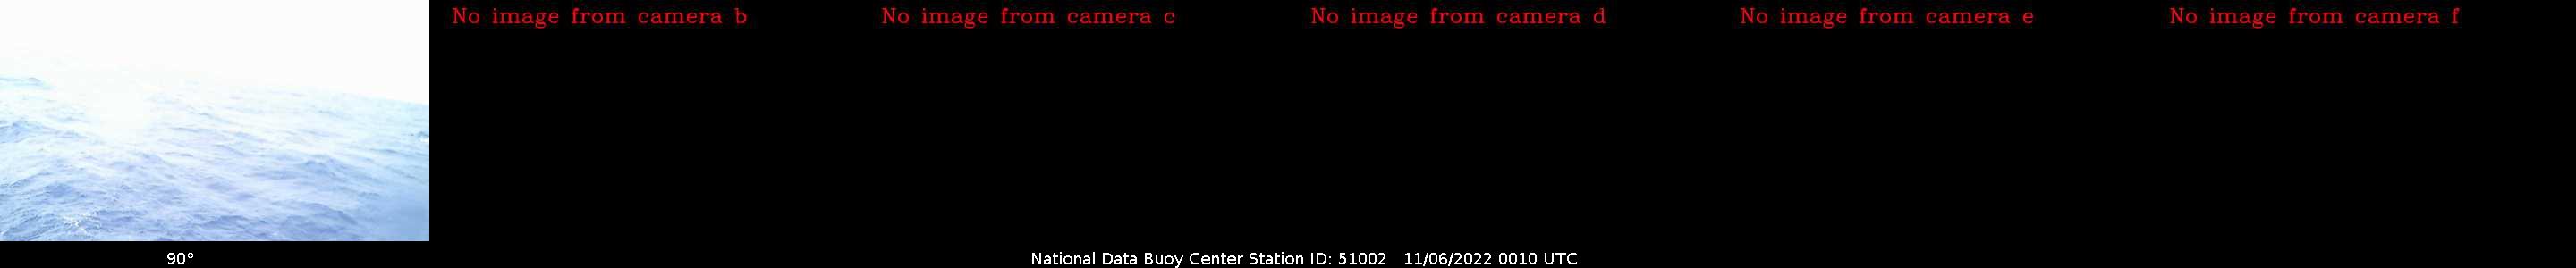 No image from camera b
No image from camera c
No image from camera d
No image from camera e
No image from camera f
90°
National Data Buoy Center Station ID: 51002 11/06/2022 0010 UTC